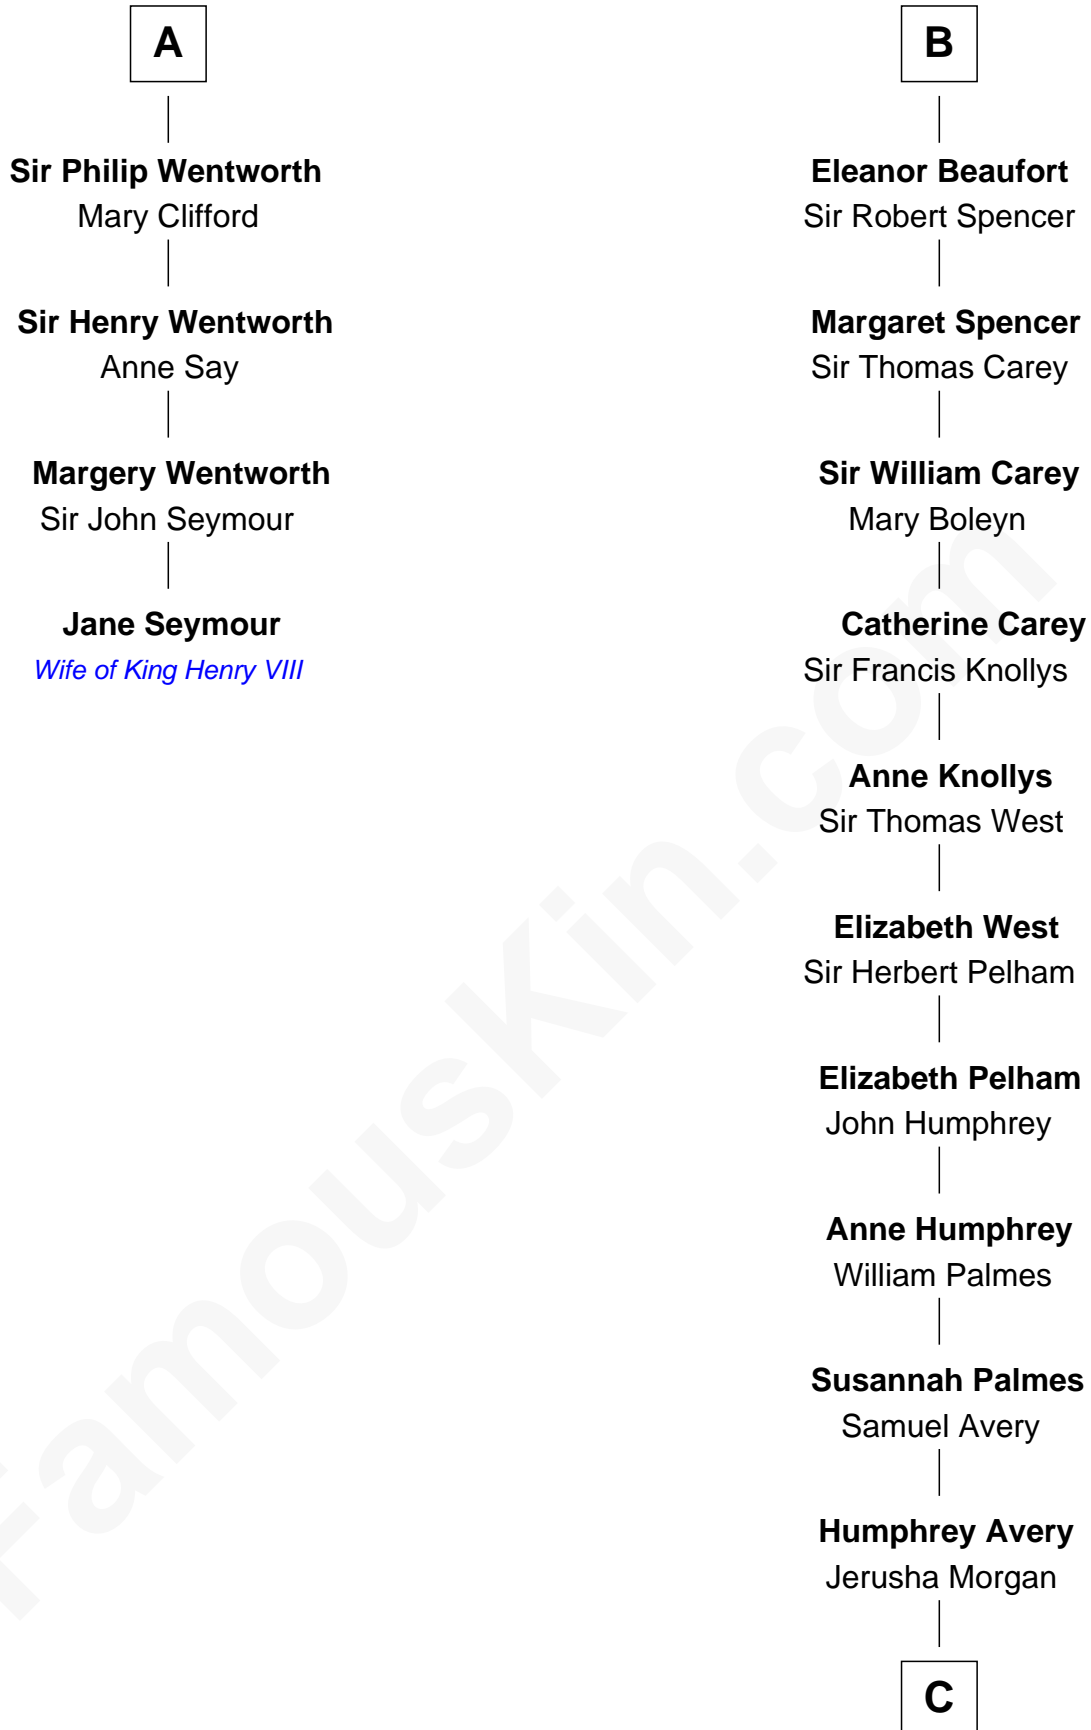 A
Sir Philip Wentworth
Mary Clifford
Sir Henry Wentworth
Anne Say
Margery Wentworth
Sir John Seymour
Jane Seymour
Wife of King Henry VIII
B
Eleanor Beaufort
Sir Robert Spencer
Margaret Spencer
Sir Thomas Carey
Sir William Carey
Mary Boleyn
Catherine Carey
Sir Francis Knollys
Anne Knollys
Sir Thomas West
Elizabeth West
Sir Herbert Pelham
Elizabeth Pelham
John Humphrey
Anne Humphrey
William Palmes
Susannah Palmes
Samuel Avery
Humphrey Avery
Jerusha Morgan
C
FamousKin.com